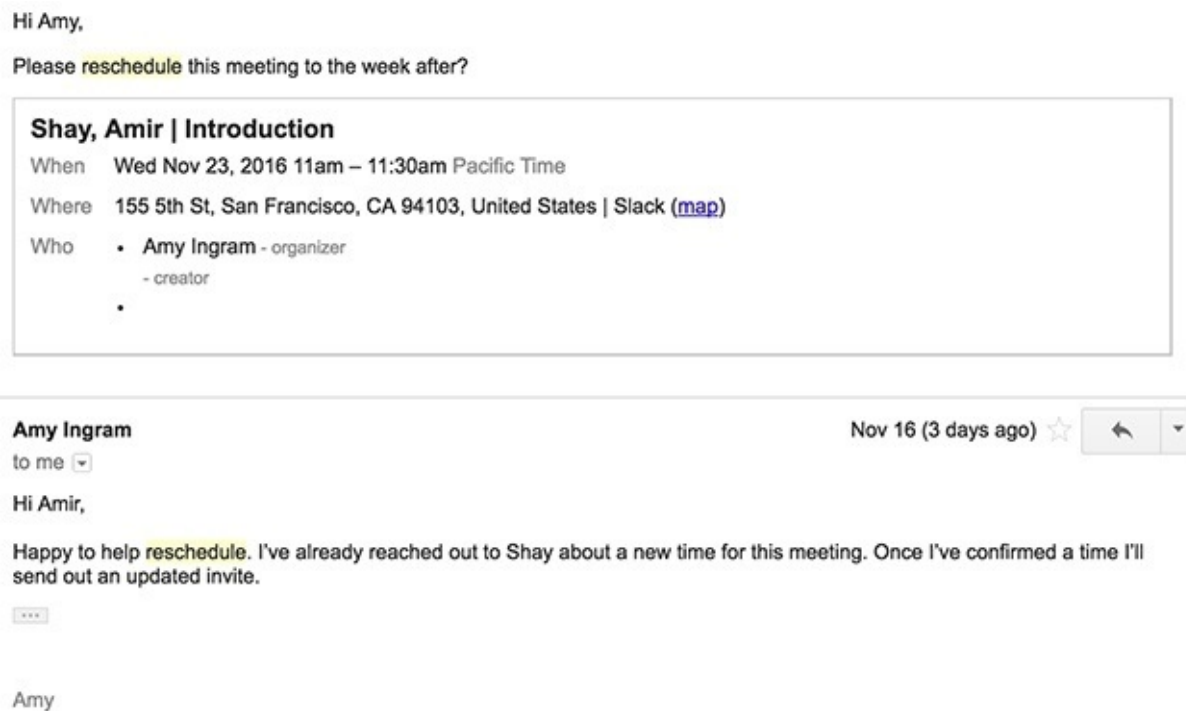 Hi Amy,
Please reschedule this meeting to the week after?
Shay, Amir | Introduction
When Wed Nov 23, 2016 11am – 11:30am Pacific Time
Where 155 5th St, San Francisco, CA 94103, United States | Slack (map)
Who • Amy Ingram - organizer
- creator
•
Amy Ingram Nov 16 (3 days ago)
to me
Hi Amir,
Happy to help reschedule. I've already reached out to Shay about a new time for this meeting. Once I've confirmed a time I'll
send out an updated invite.
Amy